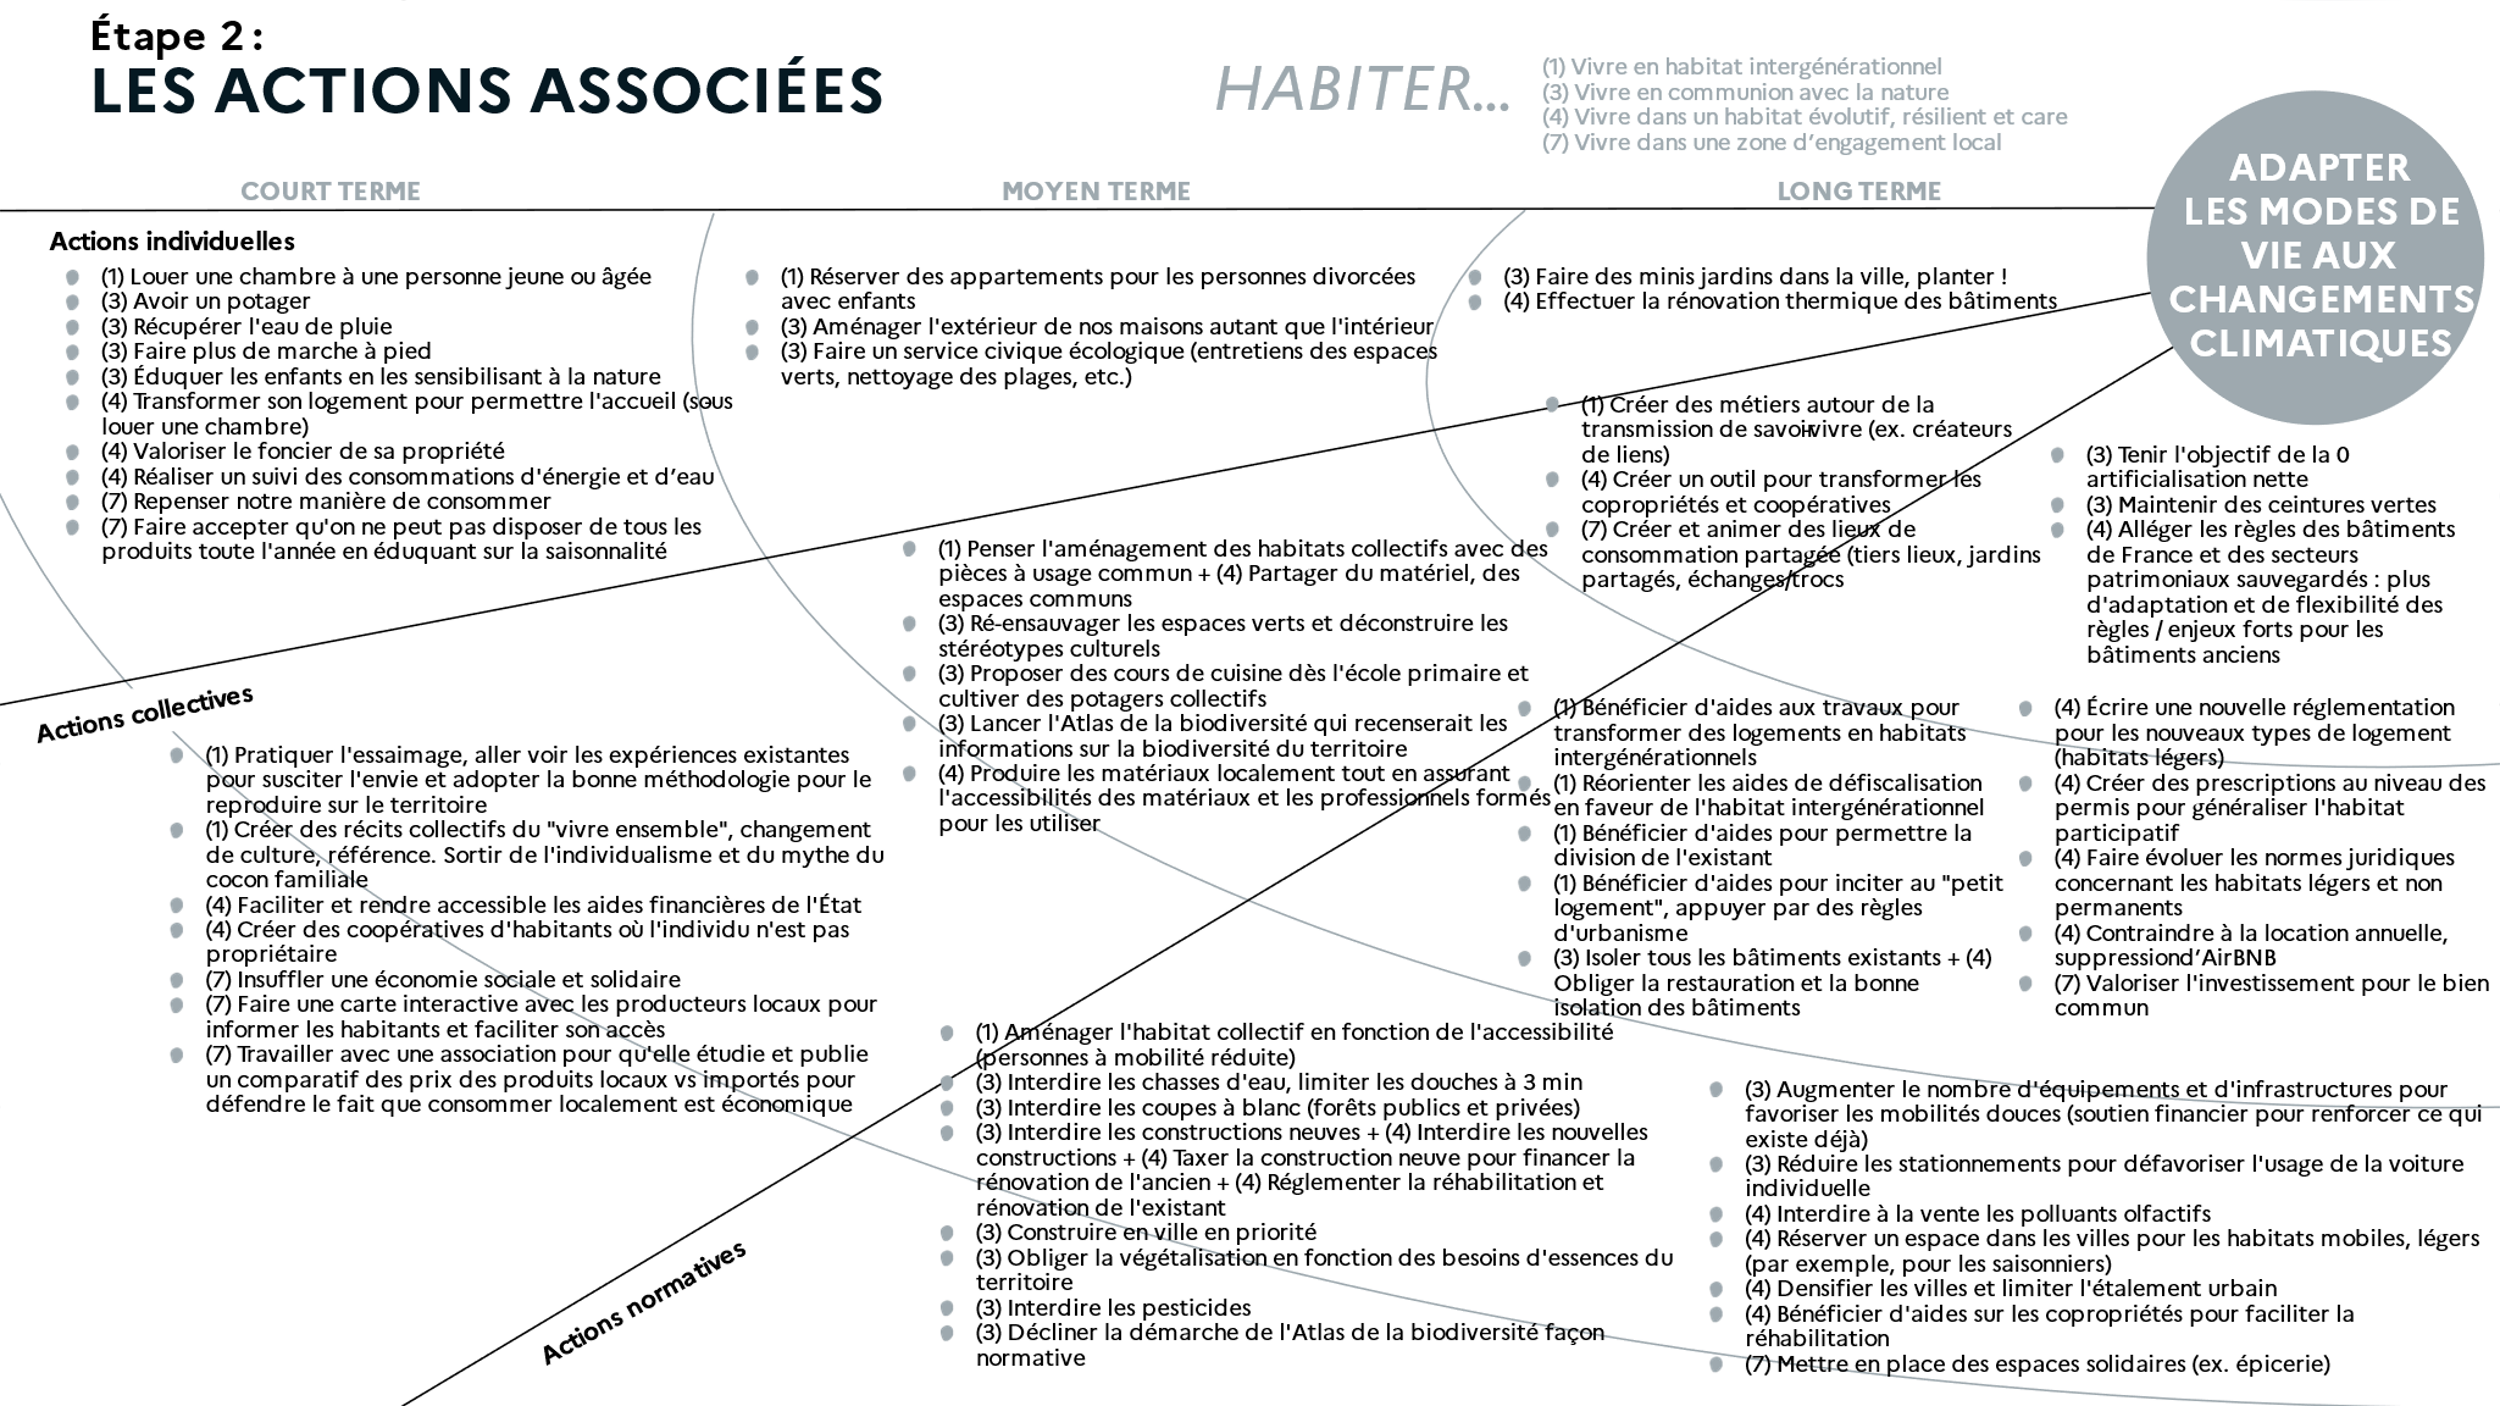 Étape 2 :
LES ACTIONS ASSOCIÉES
HABITER...
(1) Vivre en habitat intergénérationnel
(3) Vivre en communion avec la nature
(4) Vivre dans un habitat évolutif, résilient et care
(7) Vivre dans une zone d’engagement local
ADAPTER
LES MODES DE
VIE AUX
CHANGEMENTS
CLIMATIQUES
COURT TERME
MOYEN TERME
LONG TERME
Actions individuelles
(1) Louer une chambre à une personne jeune ou âgée
(3) Avoir un potager
(3) Récupérer l'eau de pluie
(3) Faire plus de marche à pied
(3) Éduquer les enfants en les sensibilisant à la nature
(4) Transformer son logement pour permettre l'accueil (sous
louer une chambre)
(4) Valoriser le foncier de sa propriété
(4) Réaliser un suivi des consommations d'énergie et d’eau
(7) Repenser notre manière de consommer
(7) Faire accepter qu'on ne peut pas disposer de tous les
produits toute l'année en éduquant sur la saisonnalité
(1) Réserver des appartements pour les personnes divorcées
avec enfants
(3) Aménager l'extérieur de nos maisons autant que l'intérieur
(3) Faire un service civique écologique (entretiens des espaces
verts, nettoyage des plages, etc.)
(3) Faire des minis jardins dans la ville, planter !
(4) Effectuer la rénovation thermique des bâtiments
Actions collectives
(1) Pratiquer l'essaimage, aller voir les expériences existantes
pour susciter l'envie et adopter la bonne méthodologie pour le
reproduire sur le territoire
(1) Créer des récits collectifs du "vivre ensemble", changement
de culture, référence. Sortir de l'individualisme et du mythe du
cocon familiale
(4) Faciliter et rendre accessible les aides financières de l'État
(4) Créer des coopératives d'habitants où l'individu n'est pas
propriétaire
(7) Insuffler une économie sociale et solidaire
(7) Faire une carte interactive avec les producteurs locaux pour
informer les habitants et faciliter son accès
(7) Travailler avec une association pour qu'elle étudie et publie
un comparatif des prix des produits locaux vs importés pour
défendre le fait que consommer localement est économique
(1) Penser l'aménagement des habitats collectifs avec des
pièces à usage commun + (4) Partager du matériel, des
espaces communs
(3) Ré-ensauvager les espaces verts et déconstruire les
stéréotypes culturels
(3) Proposer des cours de cuisine dès l'école primaire et
cultiver des potagers collectifs
(3) Lancer l'Atlas de la biodiversité qui recenserait les
informations sur la biodiversité du territoire
(4) Produire les matériaux localement tout en assurant
l'accessibilités des matériaux et les professionnels formés
pour les utiliser
(1) Créer des métiers autour de la
transmission de savoir-vivre (ex. créateurs
de liens)
(4) Créer un outil pour transformer les
copropriétés et coopératives
(7) Créer et animer des lieux de
consommation partagée (tiers lieux, jardins
partagés, échanges/trocs
Actions normatives
(1) Aménager l'habitat collectif en fonction de l'accessibilité
(personnes à mobilité réduite)
(3) Interdire les chasses d'eau, limiter les douches à 3 min
(3) Interdire les coupes à blanc (forêts publics et privées)
(3) Interdire les constructions neuves + (4) Interdire les nouvelles
constructions + (4) Taxer la construction neuve pour financer la
rénovation de l'ancien + (4) Réglementer la réhabilitation et
rénovation de l'existant
(3) Construire en ville en priorité
(3) Obliger la végétalisation en fonction des besoins d'essences du
territoire
(3) Interdire les pesticides
(3) Décliner la démarche de l'Atlas de la biodiversité façon
normative
(1) Bénéficier d'aides aux travaux pour
transformer des logements en habitats
intergénérationnels
(1) Réorienter les aides de défiscalisation
en faveur de l'habitat intergénérationnel
(1) Bénéficier d'aides pour permettre la
division de l'existant
(1) Bénéficier d'aides pour inciter au "petit
logement", appuyer par des règles
d'urbanisme
(3) Isoler tous les bâtiments existants + (4)
Obliger la restauration et la bonne
isolation des bâtiments
(3) Tenir l'objectif de la 0
artificialisation nette
(3) Maintenir des ceintures vertes
(4) Alléger les règles des bâtiments
de France et des secteurs
patrimoniaux sauvegardés : plus
d'adaptation et de flexibilité des
règles / enjeux forts pour les
bâtiments anciens
(4) Écrire une nouvelle réglementation
pour les nouveaux types de logement
(habitats légers)
(4) Créer des prescriptions au niveau des
permis pour généraliser l'habitat
participatif
(4) Faire évoluer les normes juridiques
concernant les habitats légers et non
permanents
(4) Contraindre à la location annuelle,
suppressiond’AirBNB
(7) Valoriser l'investissement pour le bien
commun
(3) Augmenter le nombre d'équipements et d'infrastructures pour
favoriser les mobilités douces (soutien financier pour renforcer ce qui
existe déjà)
(3) Réduire les stationnements pour défavoriser l'usage de la voiture
individuelle
(4) Interdire à la vente les polluants olfactifs
(4) Réserver un espace dans les villes pour les habitats mobiles, légers
(par exemple, pour les saisonniers)
(4) Densifier les villes et limiter l'étalement urbain
(4) Bénéficier d'aides sur les copropriétés pour faciliter la
réhabilitation
(7) Mettre en place des espaces solidaires (ex. épicerie)